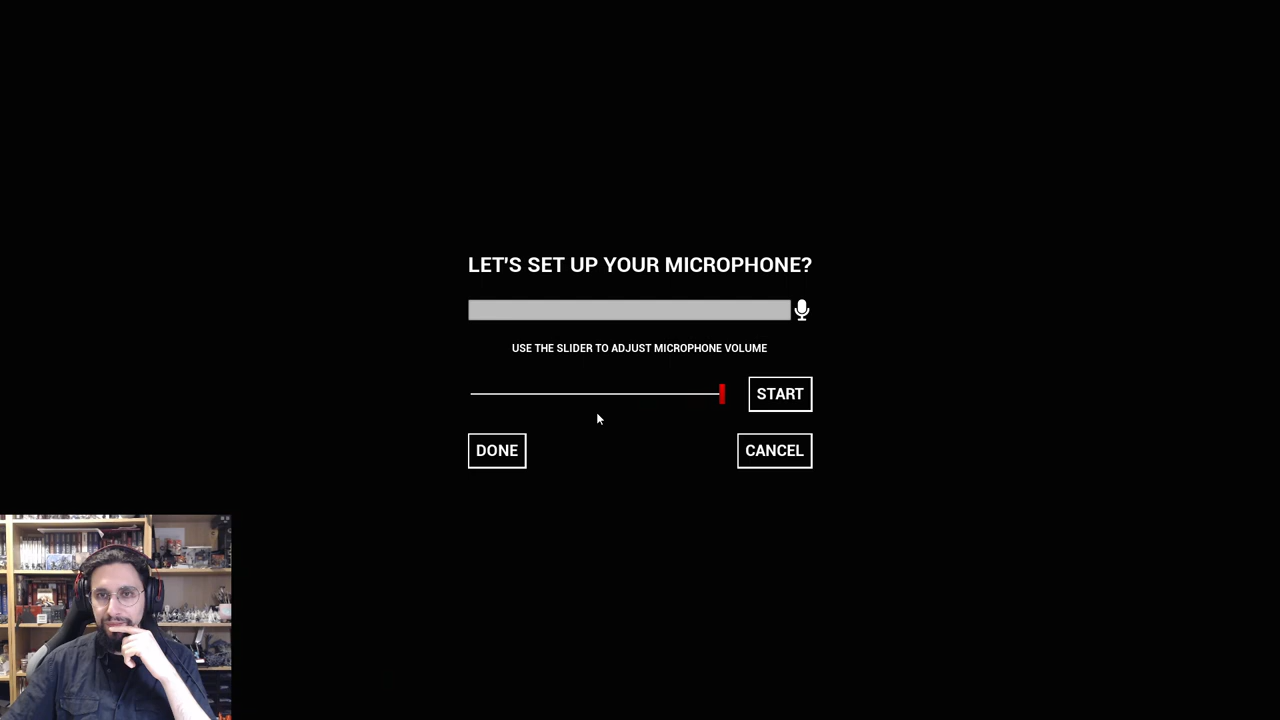 LET'S SET UP YOUR MICROPHONE?
USE THE SLIDER TO ADJUST MICROPHONE VOLUME
START
DONE
CANCEL